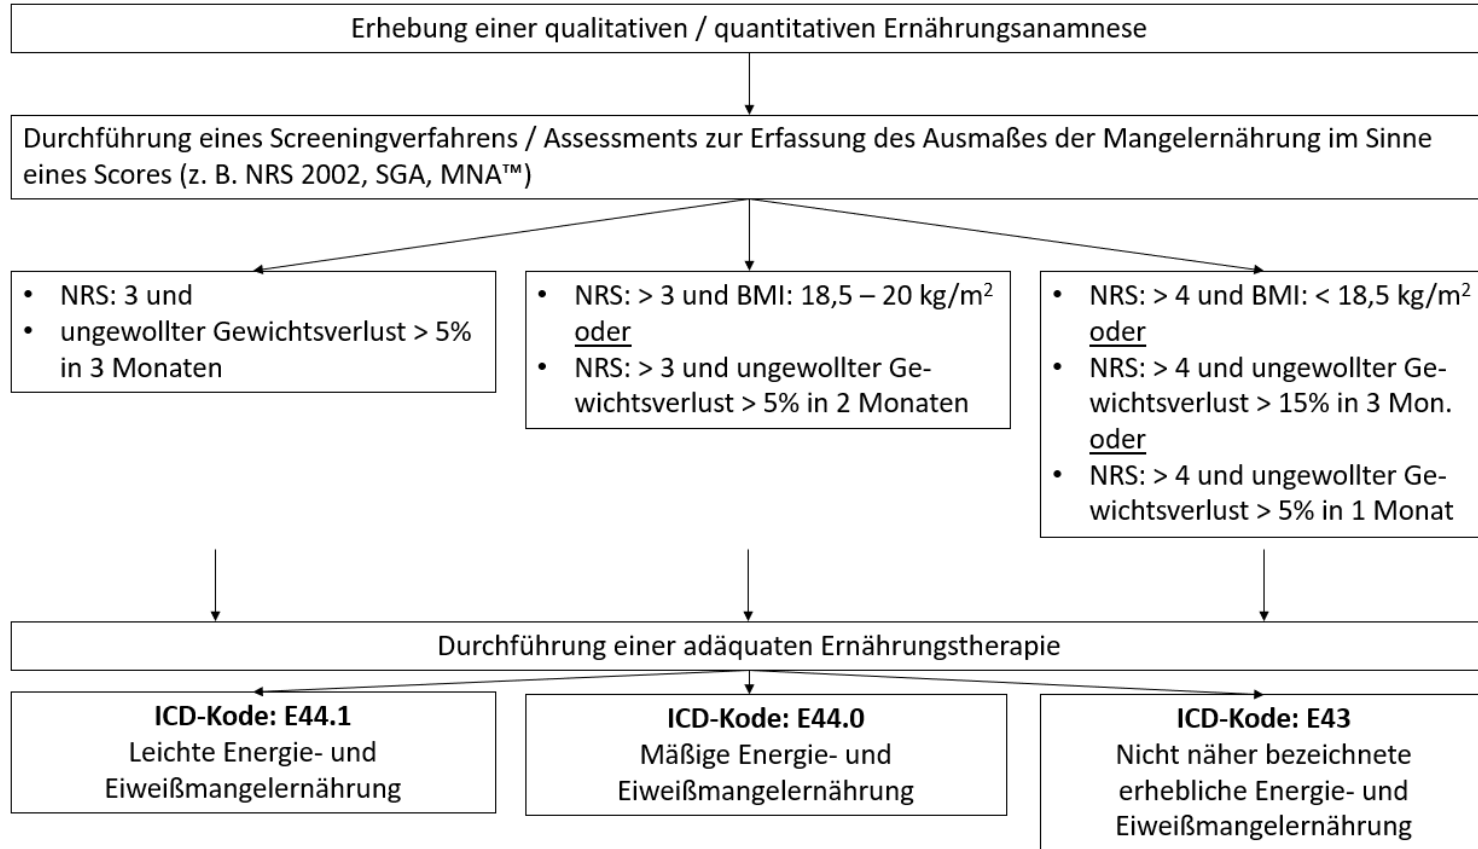 Erhebung einer qualitativen / quantitativen Ernährungsanamnese
Durchführung eines Screeningverfahrens / Assessments zur Erfassung des Ausmaßes der Mangelernährung im Sinne
eines Scores (z. B. NRS 2002, SGA, MNA™)
• NRS: 3 und
• ungewollter Gewichtsverlust > 5%
in 3 Monaten
• NRS: > 3 und BMI: 18,5 – 20 kg/m²
oder
• NRS: > 3 und ungewollter Ge-
wichtsverlust > 5% in 2 Monaten
• NRS: > 4 und BMI: < 18,5 kg/m²
oder
• NRS: > 4 und ungewollter Ge-
wichtsverlust > 15% in 3 Mon.
oder
• NRS: > 4 und ungewollter Ge-
wichtsverlust > 5% in 1 Monat
Durchführung einer adäquaten Ernährungstherapie
ICD-Kode: E44.1
Leichte Energie- und
Eiweißmangelernährung
ICD-Kode: E44.0
Mäßige Energie- und
Eiweißmangelernährung
ICD-Kode: E43
Nicht näher bezeichnete
erhebliche Energie- und
Eiweißmangelernährung